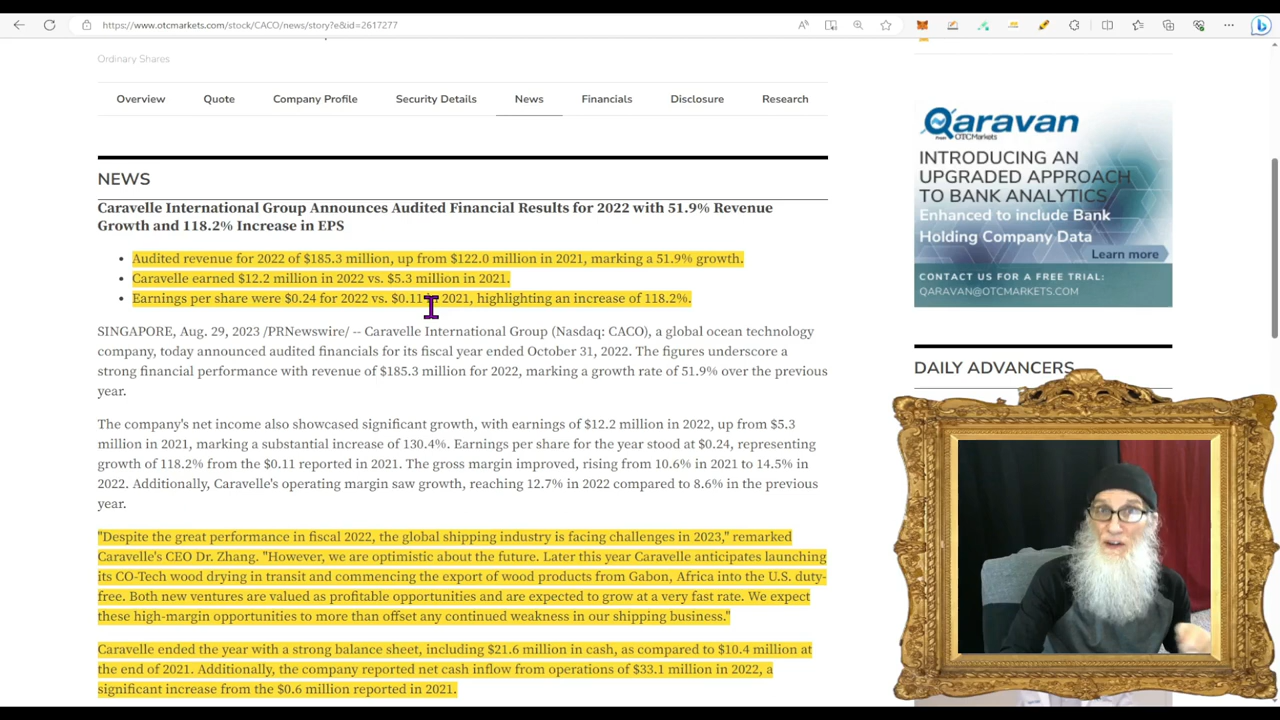 https://www.otcmarkets.com/stock/CACO/news/story?e&id=2617277
Ordinary Shares
Overview Quote Company Profile Security Details News Financials Disclosure Research
NEWS
Caravelle International Group Announces Audited Financial Results for 2022 with 51.9% Revenue
Growth and 118.2% Increase in EPS
• Audited revenue for 2022 of $185.3 million, up from $122.0 million in 2021, marking a 51.9% growth.
• Caravelle earned $12.2 million in 2022 vs. $5.3 million in 2021.
• Earnings per share were $0.24 for 2022 vs. $0.11 in 2021, highlighting an increase of 118.2%.
SINGAPORE, Aug. 29, 2023 /PRNewswire/ -- Caravelle International Group (Nasdaq: CACO), a global ocean technology
company, today announced audited financials for its fiscal year ended October 31, 2022. The figures underscore a
strong financial performance with revenue of $185.3 million for 2022, marking a growth rate of 51.9% over the previous
year.
The company's net income also showcased significant growth, with earnings of $12.2 million in 2022, up from $5.3
million in 2021, marking a substantial increase of 130.4%. Earnings per share for the year stood at $0.24, representing
growth of 118.2% from the $0.11 reported in 2021. The gross margin improved, rising from 10.6% in 2021 to 14.5% in
2022. Additionally, Caravelle's operating margin saw growth, reaching 12.7% in 2022 compared to 8.6% in the previous
year.
"Despite the great performance in fiscal 2022, the global shipping industry is facing challenges in 2023," remarked
Caravelle's CEO Dr. Zhang. "However, we are optimistic about the future. Later this year Caravelle anticipates launching
its CO-Tech wood drying in transit and commencing the export of wood products from Gabon, Africa into the U.S. duty-
free. Both new ventures are valued as profitable opportunities and are expected to grow at a very fast rate. We expect
these high-margin opportunities to more than offset any continued weakness in our shipping business."
Caravelle ended the year with a strong balance sheet, including $21.6 million in cash, as compared to $10.4 million at
the end of 2021. Additionally, the company reported net cash inflow from operations of $33.1 million in 2022, a
significant increase from the $0.6 million reported in 2021.
Qaravan
From OTCMarkets
INTRODUCING AN
UPGRADED APPROACH
TO BANK ANALYTICS
Enhanced to include Bank
Holding Company Data
Learn more
CONTACT US FOR A FREE TRIAL:
QARAVAN@OTCMARKETS.COM
DAILY ADVANCERS